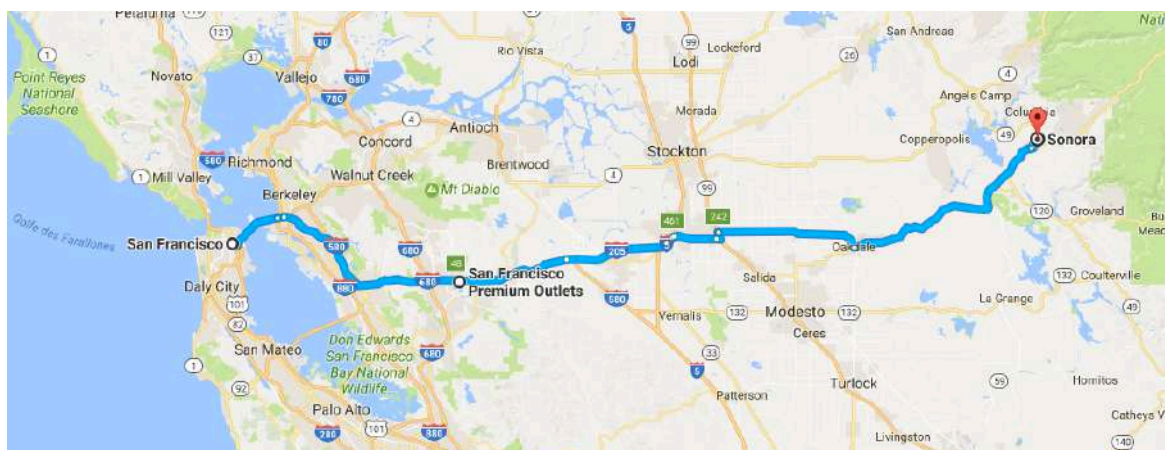 Petaluma
121
1
37
80
Rio Vista
5
99
Lockeford
San Andreas
Novato
Vallejo
680
Lodi
26
4
Point Reyes
National
Seashore
780
Angels Camp
Antioch
Morada
Concord
4
Copperopolis
49
Sonora
580
Richmond
Brentwood
Stockton
1
Mill Valley
Walnut Creek
Mt Diablo
4
99
Berkeley
120
Groveland
Golfe des Farallones
461
242
San Francisco
580
205
5
Oakdale
Daly City
680
48
San Francisco
Premium Outlets
680
880
Salida
132
Coulterville
101
580
La Grange
82
Vernalis
132
Modesto
132
49
Don Edwards
San Francisco
Bay National
Wildlife
Ceres
San Mateo
680
33
1
5
59
Hornitos
92
Turlock
Patterson
Palo Alto
280
101
880
Livingston
140